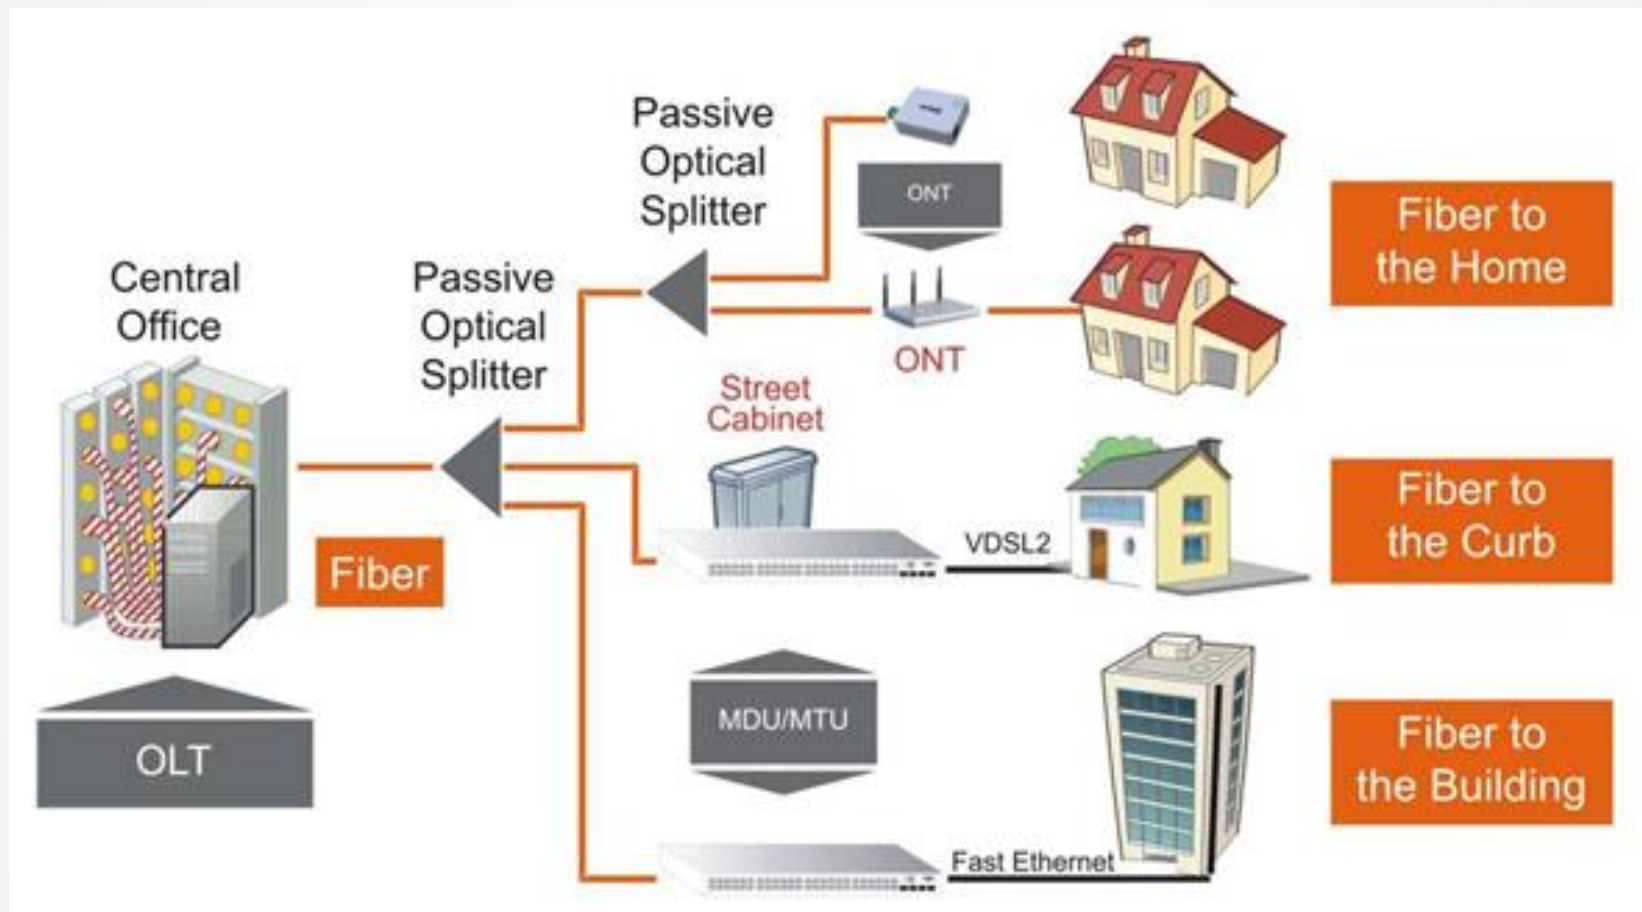 Central
Office
OLT
Fiber
Passive
Optical
Splitter
Passive
Optical
Splitter
ONT
ONT
Street
Cabinet
VDSL2
MDU/MTU
Fast Ethernet
Fiber to
the Home
Fiber to
the Curb
Fiber to
the Building